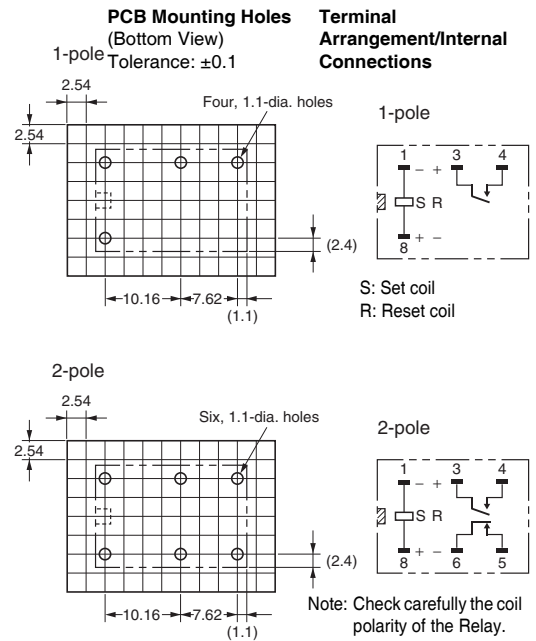 PCB Mounting Holes
(Bottom View)
Tolerance: ±0.1
Terminal
Arrangement/Internal
Connections
1-pole
2.54
2.54
Four, 1.1-dia. holes
(2.4)
10.16
7.62
(1.1)
1-pole
1 3 4
- +
S R
+ -
8
S: Set coil
R: Reset coil
2-pole
2.54
2.54
Six, 1.1-dia. holes
(2.4)
10.16
7.62
(1.1)
2-pole
1 3 4
- +
S R
+ -
8 6 5
Note: Check carefully the coil
polarity of the Relay.